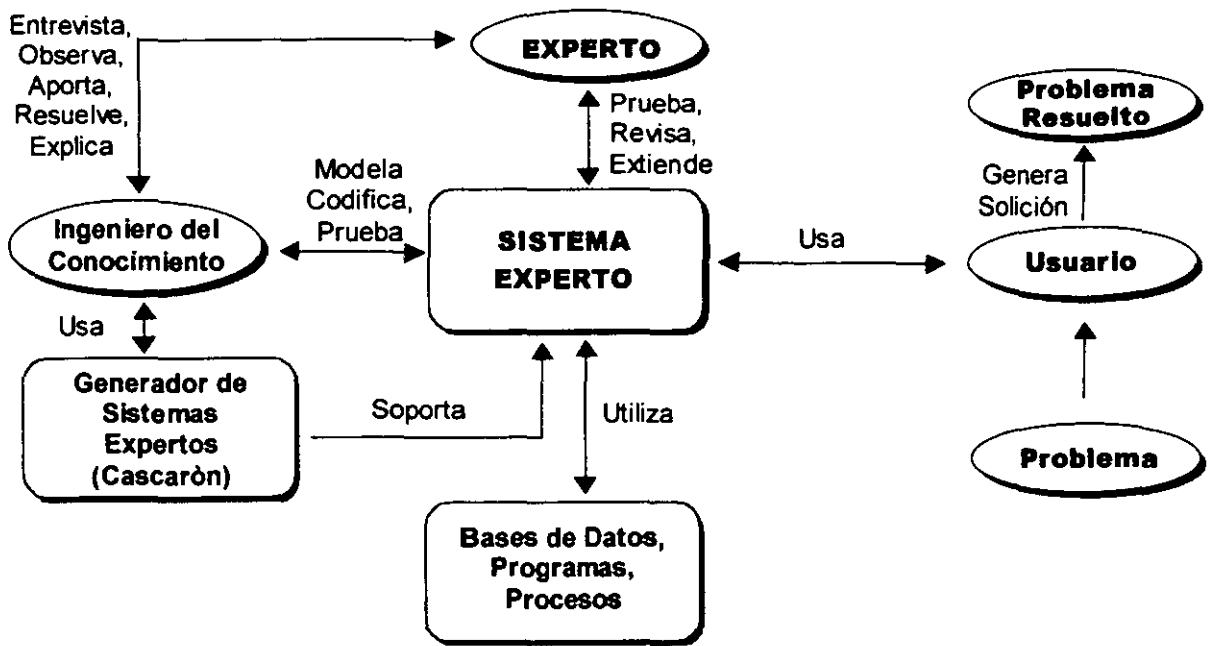 Entrevista,
Observa,
Aporta,
Resuelve,
Explica
EXPERTO
Prueba,
Revisa,
Extiende
Problema
Resuelto
Genera
Solición
Modela
Codifica,
Prueba
Ingeniero del
Conocimiento
SISTEMA
EXPERTO
Usa
Usuario
Usa
Generador de
Sistemas
Expertos
(Cascaròn)
Soporta
Utiliza
Problema
Bases de Datos,
Programas,
Procesos